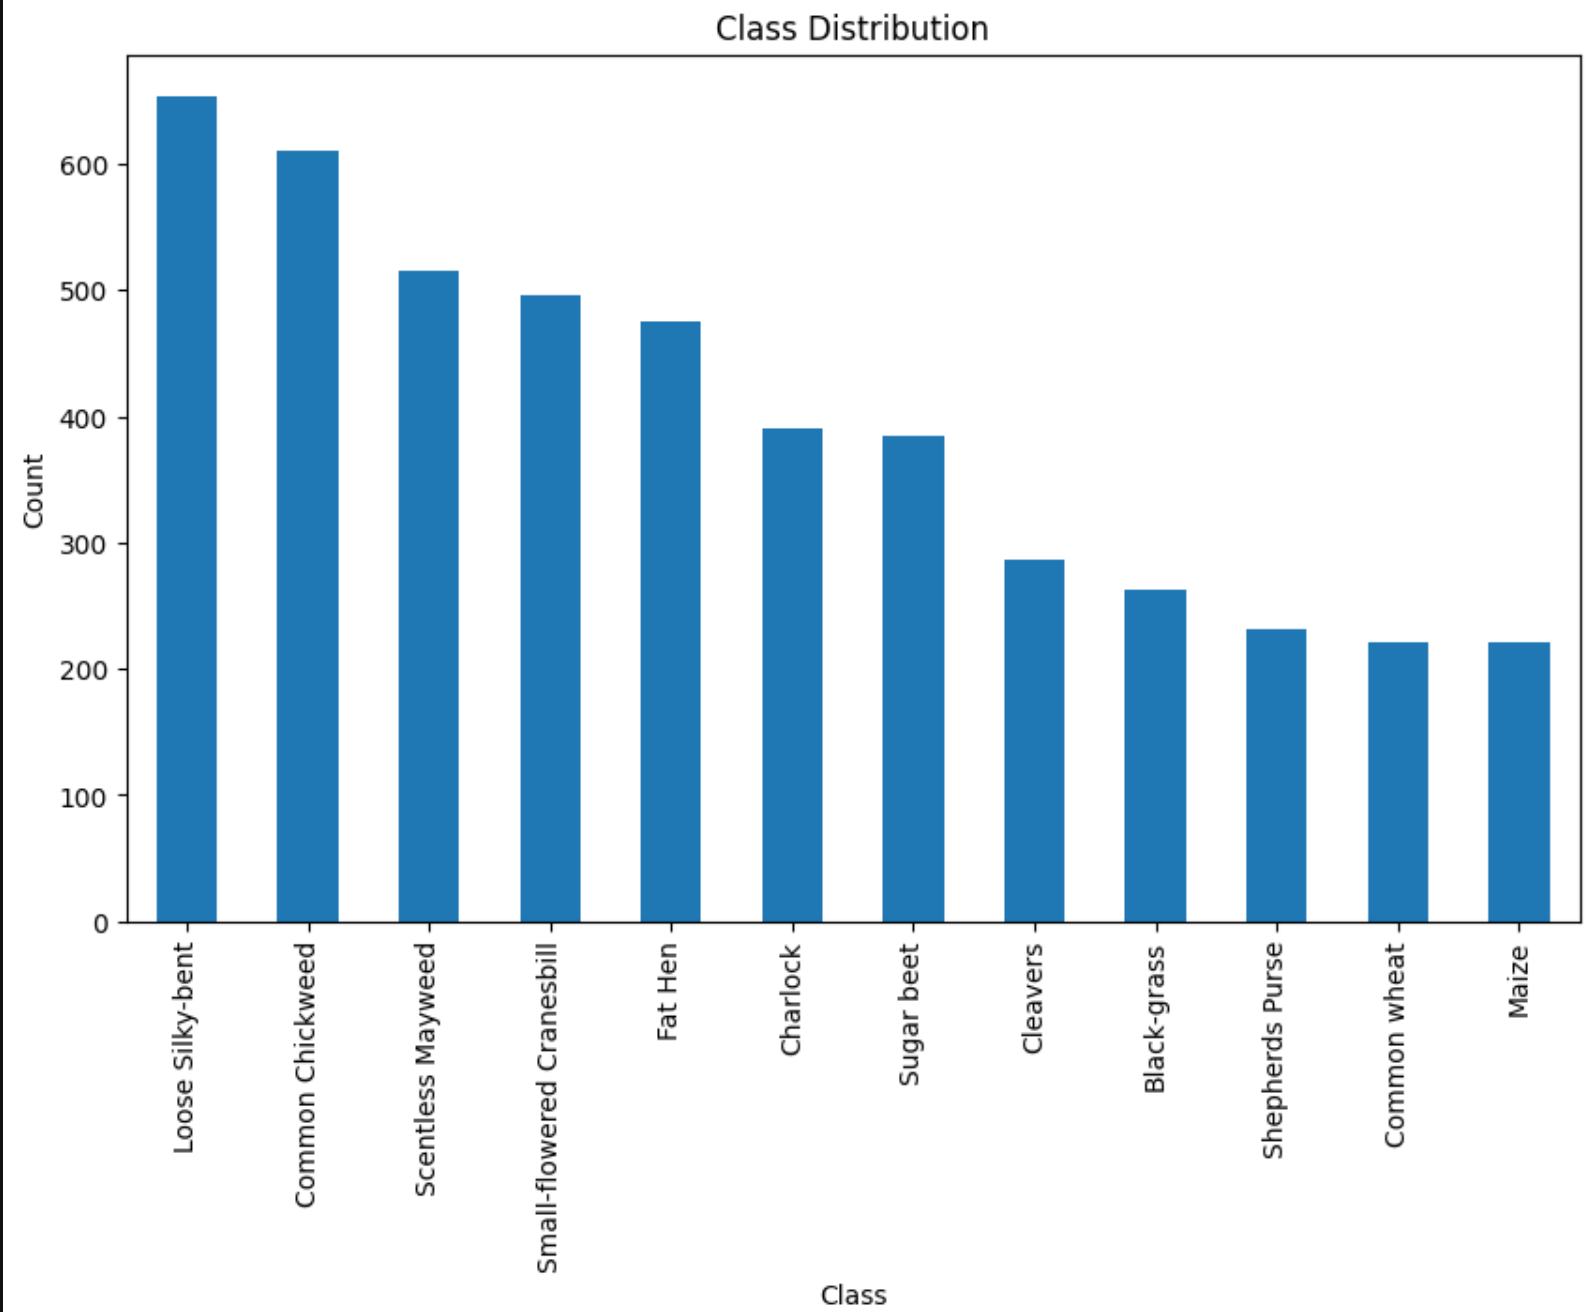 Class Distribution
Count
600
500
400
300
200
100
0
Loose Silky-bent
Common Chickweed
Scentless Mayweed
Small-flowered Cranesbill
Fat Hen
Charlock
Sugar beet
Cleavers
Black-grass
Shepherds Purse
Common wheat
Maize
Class